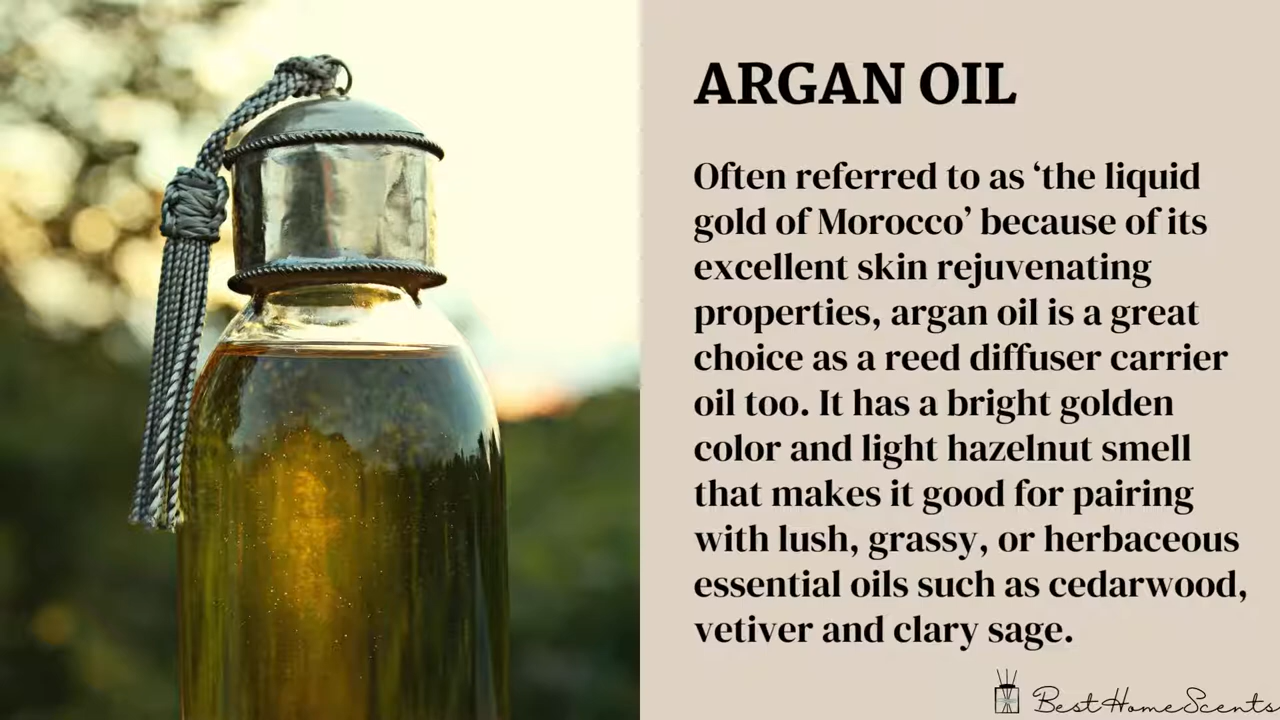 ARGAN OIL
Often referred to as ‘the liquid
gold of Morocco’ because of its
excellent skin rejuvenating
properties, argan oil is a great
choice as a reed diffuser carrier
oil too. It has a bright golden
color and light hazelnut smell
that makes it good for pairing
with lush, grassy, or herbaceous
essential oils such as cedarwood,
vetiver and clary sage.
BestHomeScents